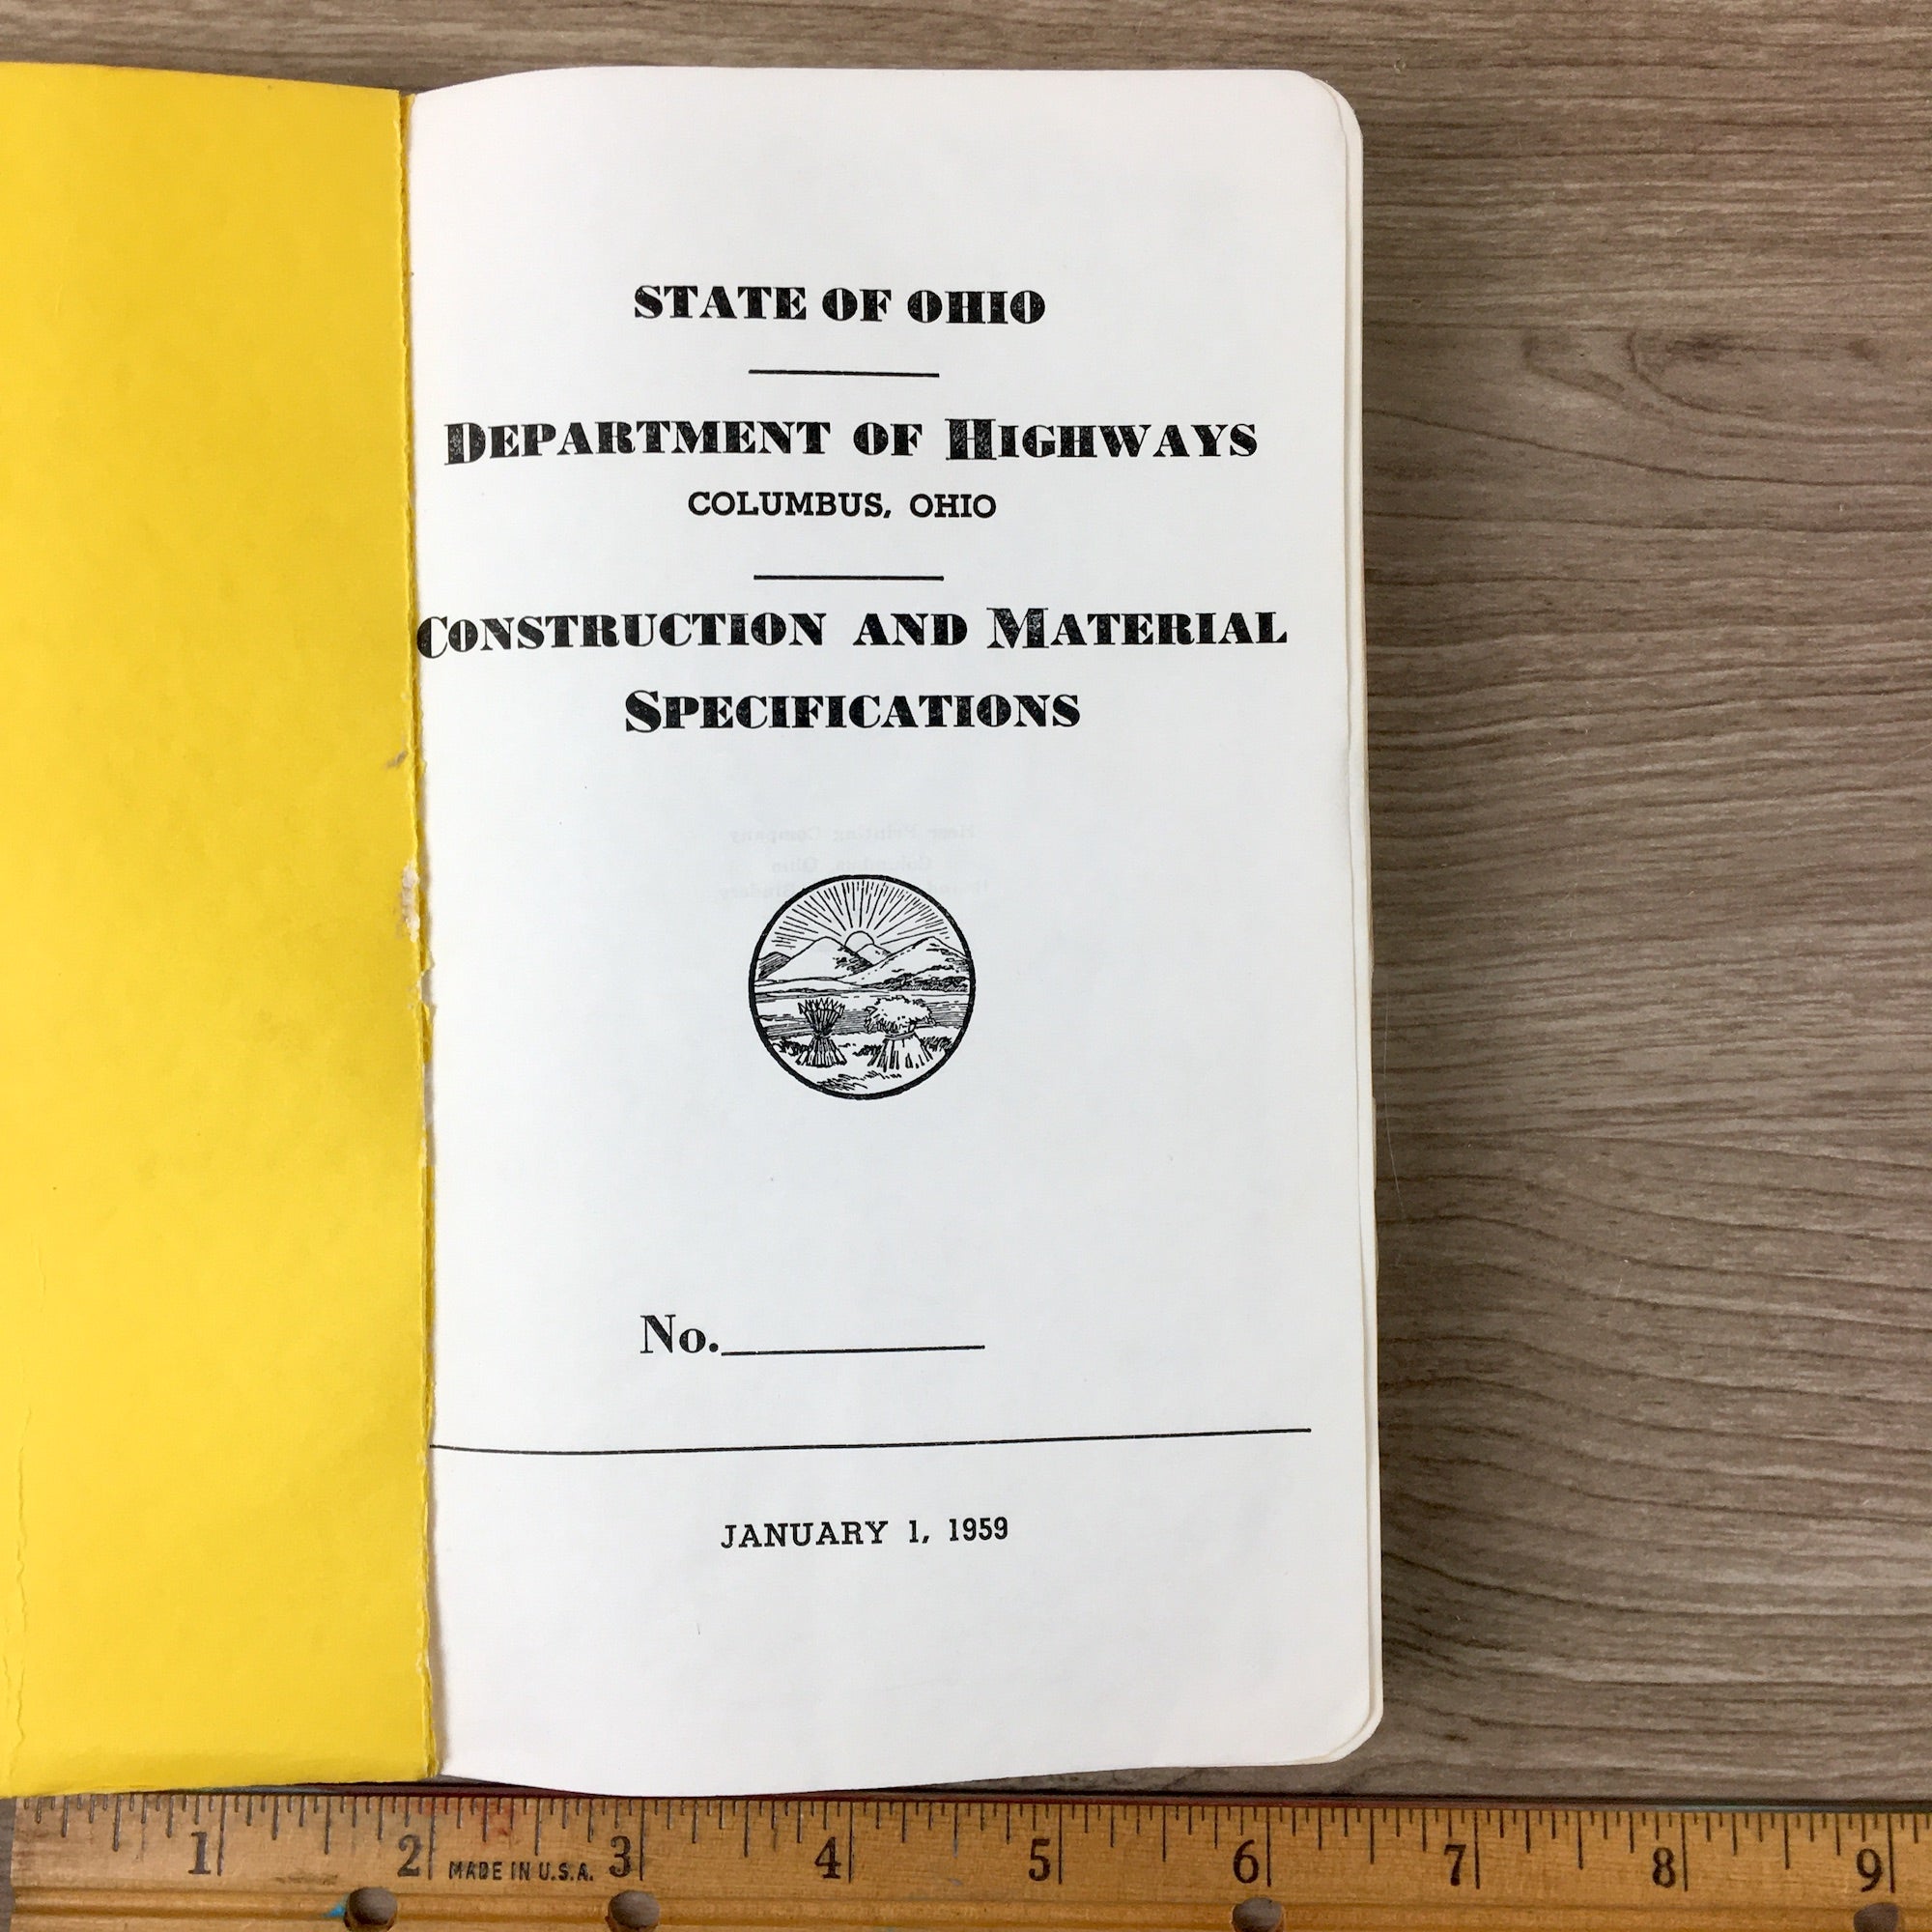 STATE OF OHIO
DEPARTMENT OF HIGHWAYS
COLUMBUS, OHIO
CONSTRUCTION AND MATERIAL
SPECIFICATIONS
No.
JANUARY 1, 1959
1 2 MADE IN U.S.A. 3 4 5 6 7 8 9